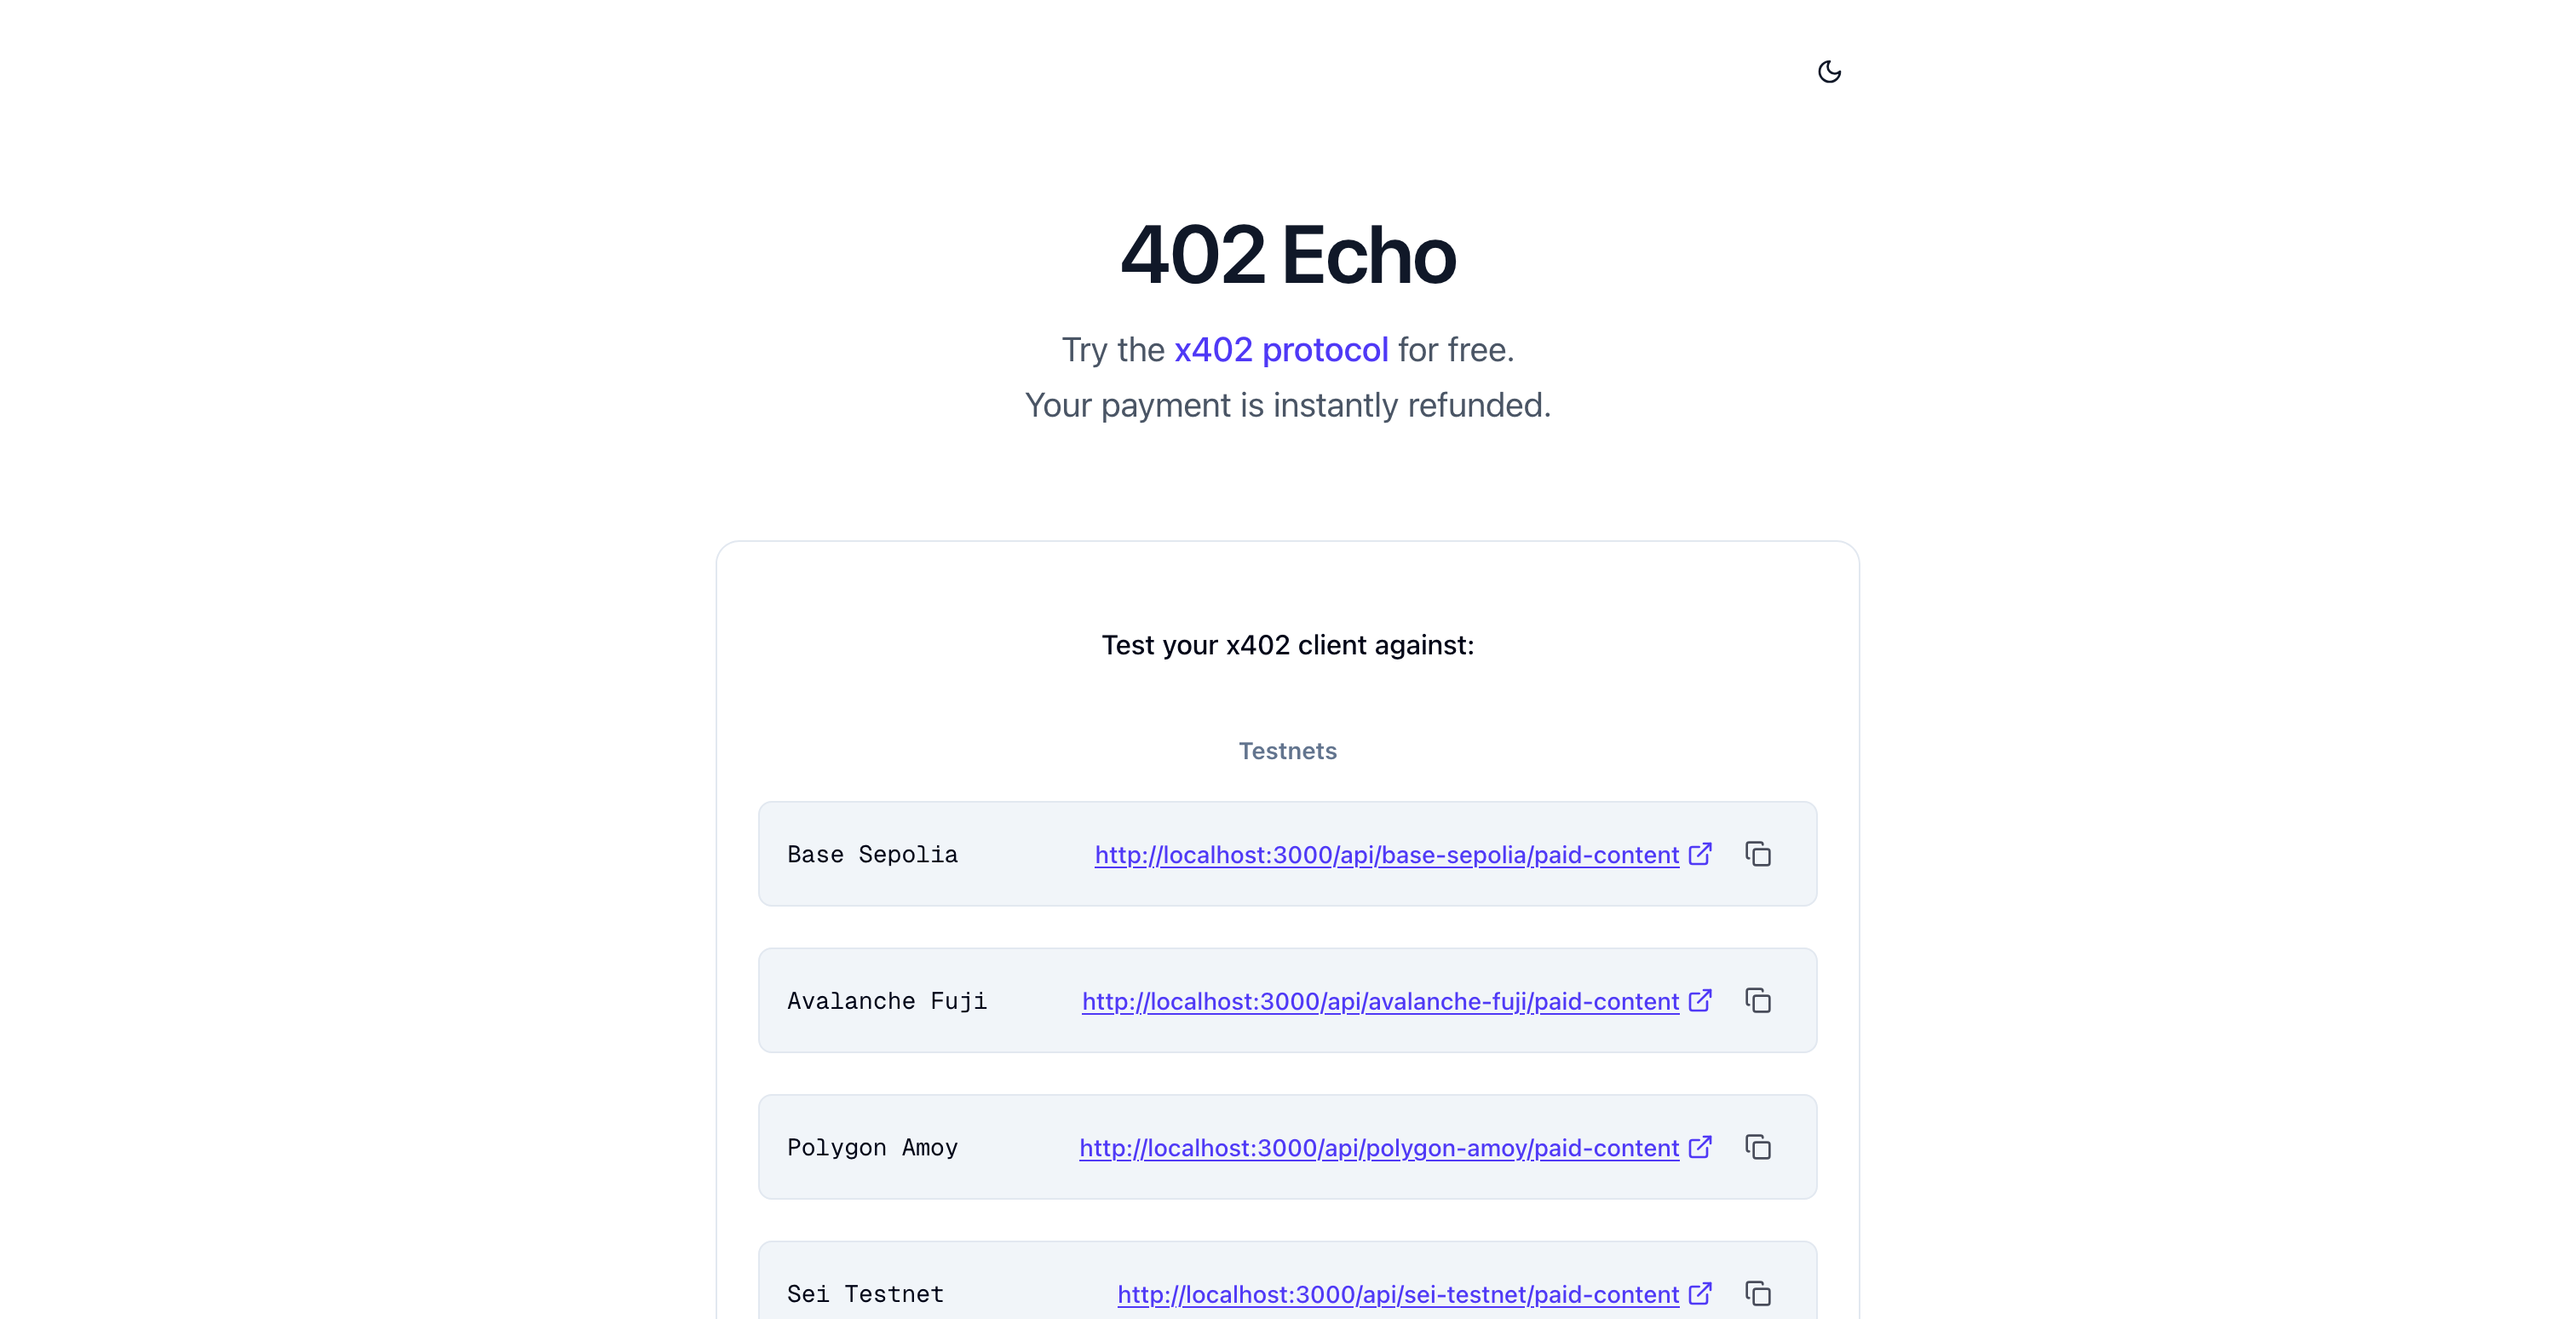 402 Echo
Try the x402 protocol for free.
Your payment is instantly refunded.
Test your x402 client against:
Testnets
Base Sepolia http://localhost:3000/api/base-sepolia/paid-content
Avalanche Fuji http://localhost:3000/api/avalanche-fuji/paid-content
Polygon Amoy http://localhost:3000/api/polygon-amoy/paid-content
Sei Testnet http://localhost:3000/api/sei-testnet/paid-content